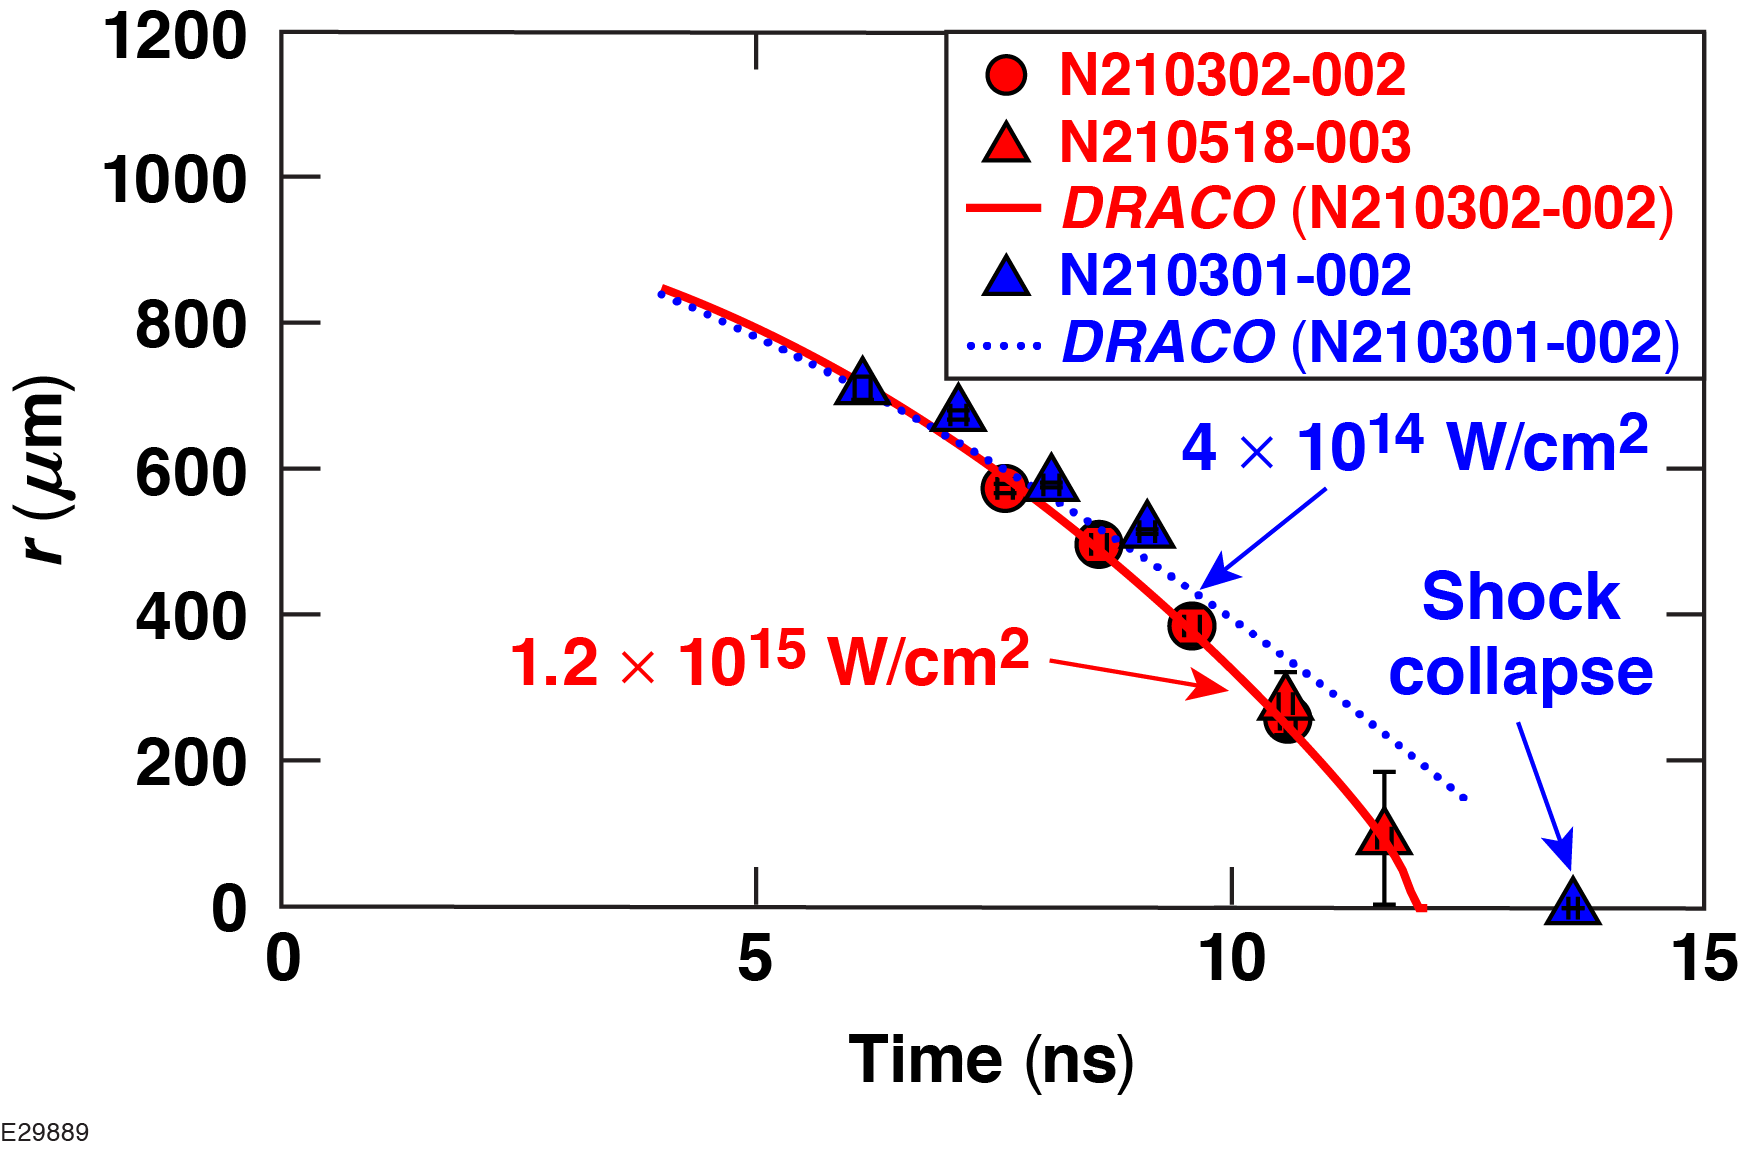 1200
1000
800
600
400
200
0
r (μm)
N210302-002
N210518-003
DRACO (N210302-002)
N210301-002
DRACO (N210301-002)
4 × 10¹⁴ W/cm²
1.2 × 10¹⁵ W/cm²
Shock
collapse
0 5 10 15
Time (ns)
E29889